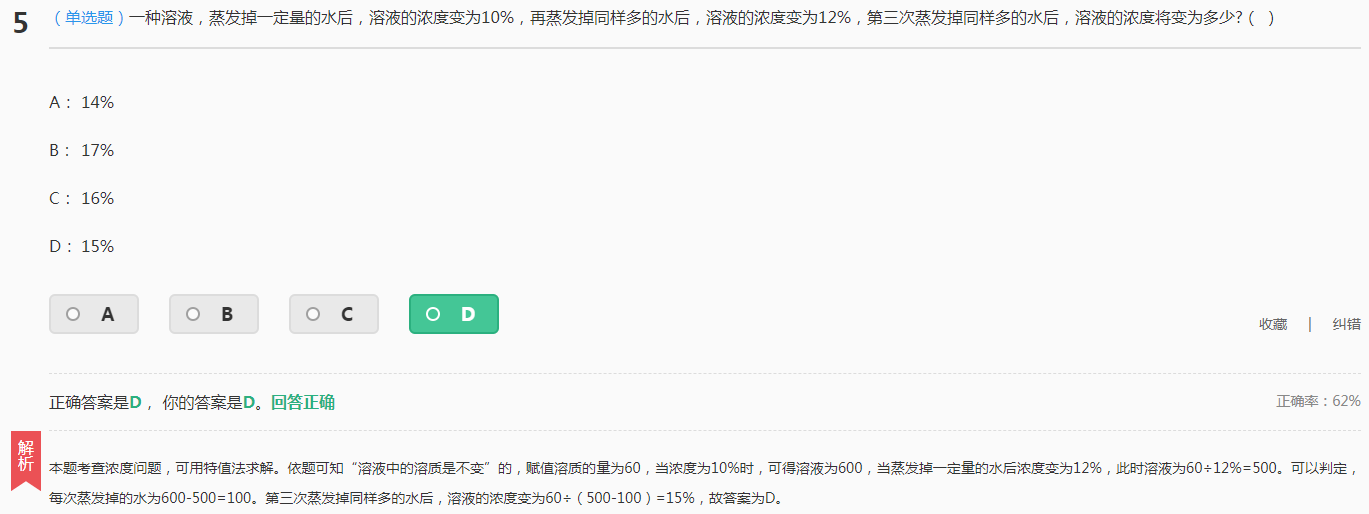 5
（单选题）一种溶液，蒸发掉一定量的水后，溶液的浓度变为10%，再蒸发掉同样多的水后，溶液的浓度变为12%，第三次蒸发掉同样多的水后，溶液的浓度将变为多少?（ ）
A： 14%
B： 17%
C： 16%
D： 15%
A B C D
收藏 | 纠错
正确答案是D， 你的答案是D。回答正确
正确率：62%
解析
本题考查浓度问题，可用特值法求解。依题可知“溶液中的溶质是不变”的，赋值溶质的量为60，当浓度为10%时，可得溶液为600，当蒸发掉一定量的水后浓度变为12%，此时溶液为60÷12%=500。可以判定，
每次蒸发掉的水为600-500=100。第三次蒸发掉同样多的水后，溶液的浓度变为60÷（500-100）=15%，故答案为D。